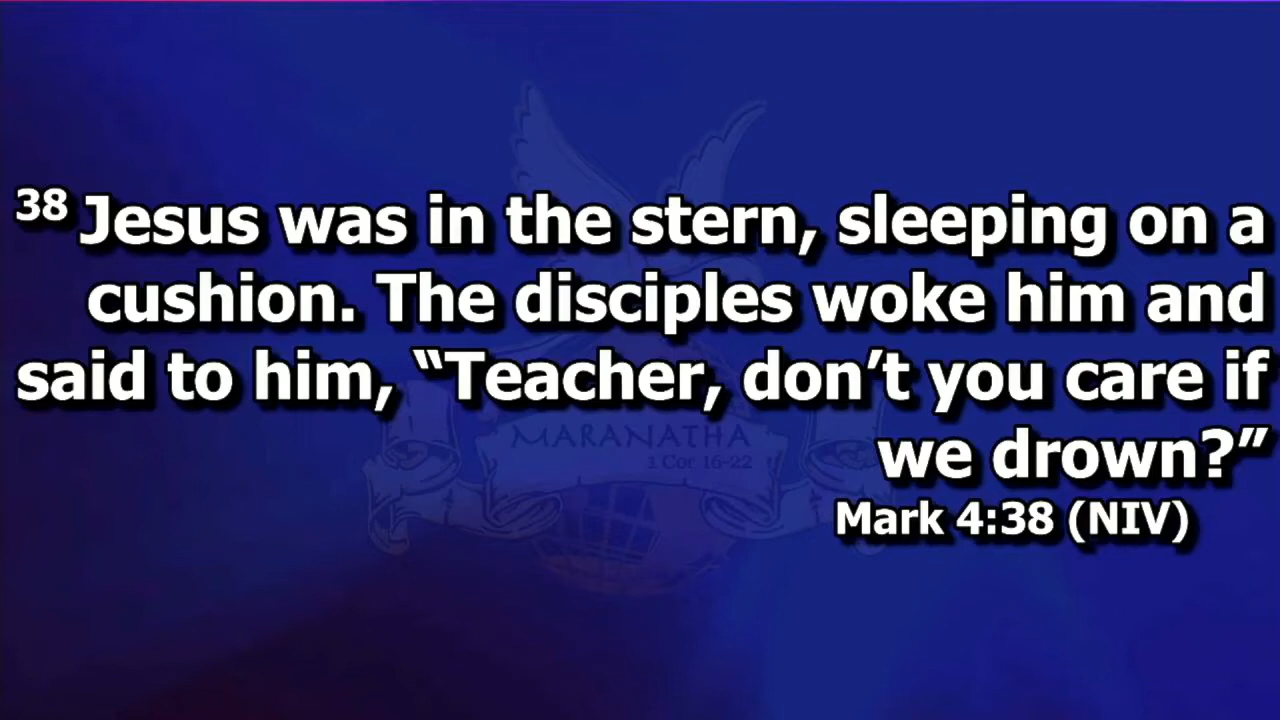 38 Jesus was in the stern, sleeping on a
cushion. The disciples woke him and
said to him, “Teacher, don’t you care if
we drown?”
Mark 4:38 (NIV)
MARANATHA
1 Cor 16-22